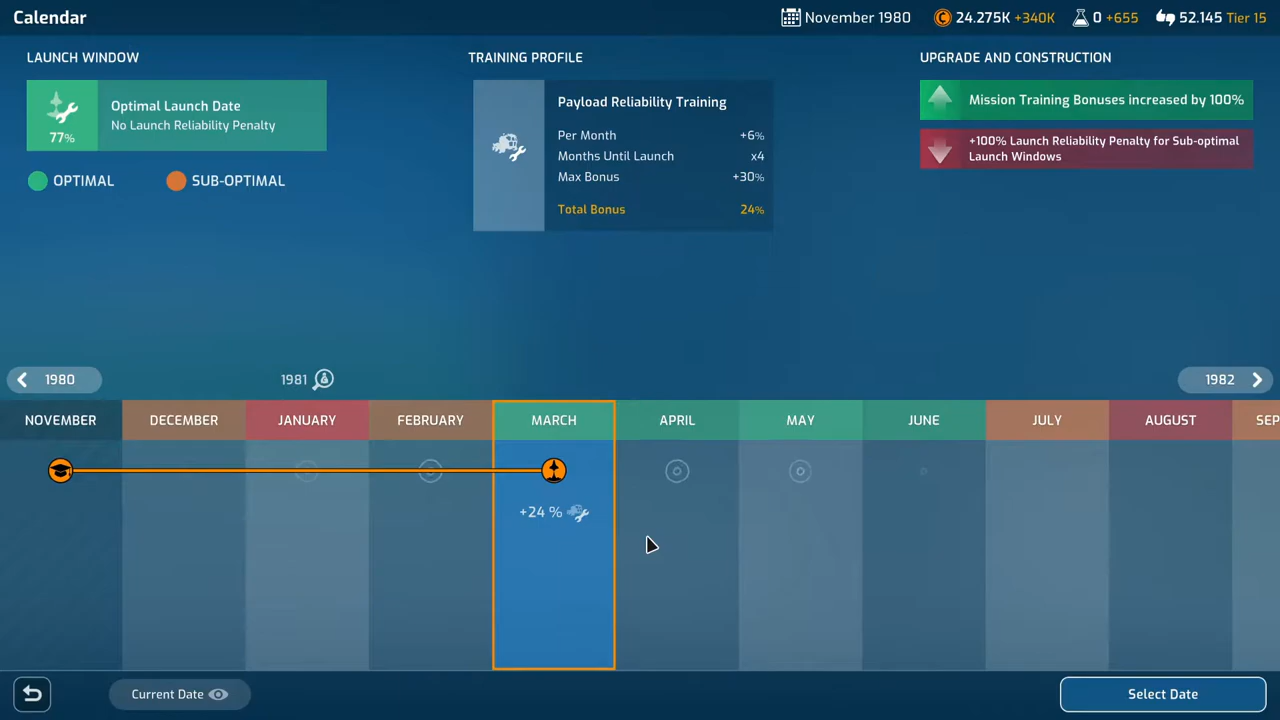 Calendar
November 1980
24.275K +340K
0 +655
52.145 Tier 15
LAUNCH WINDOW
77%
Optimal Launch Date
No Launch Reliability Penalty
OPTIMAL
SUB-OPTIMAL
TRAINING PROFILE
Payload Reliability Training
Per Month +6%
Months Until Launch x4
Max Bonus +30%
Total Bonus 24%
UPGRADE AND CONSTRUCTION
Mission Training Bonuses increased by 100%
+100% Launch Reliability Penalty for Sub-optimal
Launch Windows
1980
1981
1982
NOVEMBER DECEMBER JANUARY FEBRUARY MARCH APRIL MAY JUNE JULY AUGUST SEP
+24 %
Current Date
Select Date